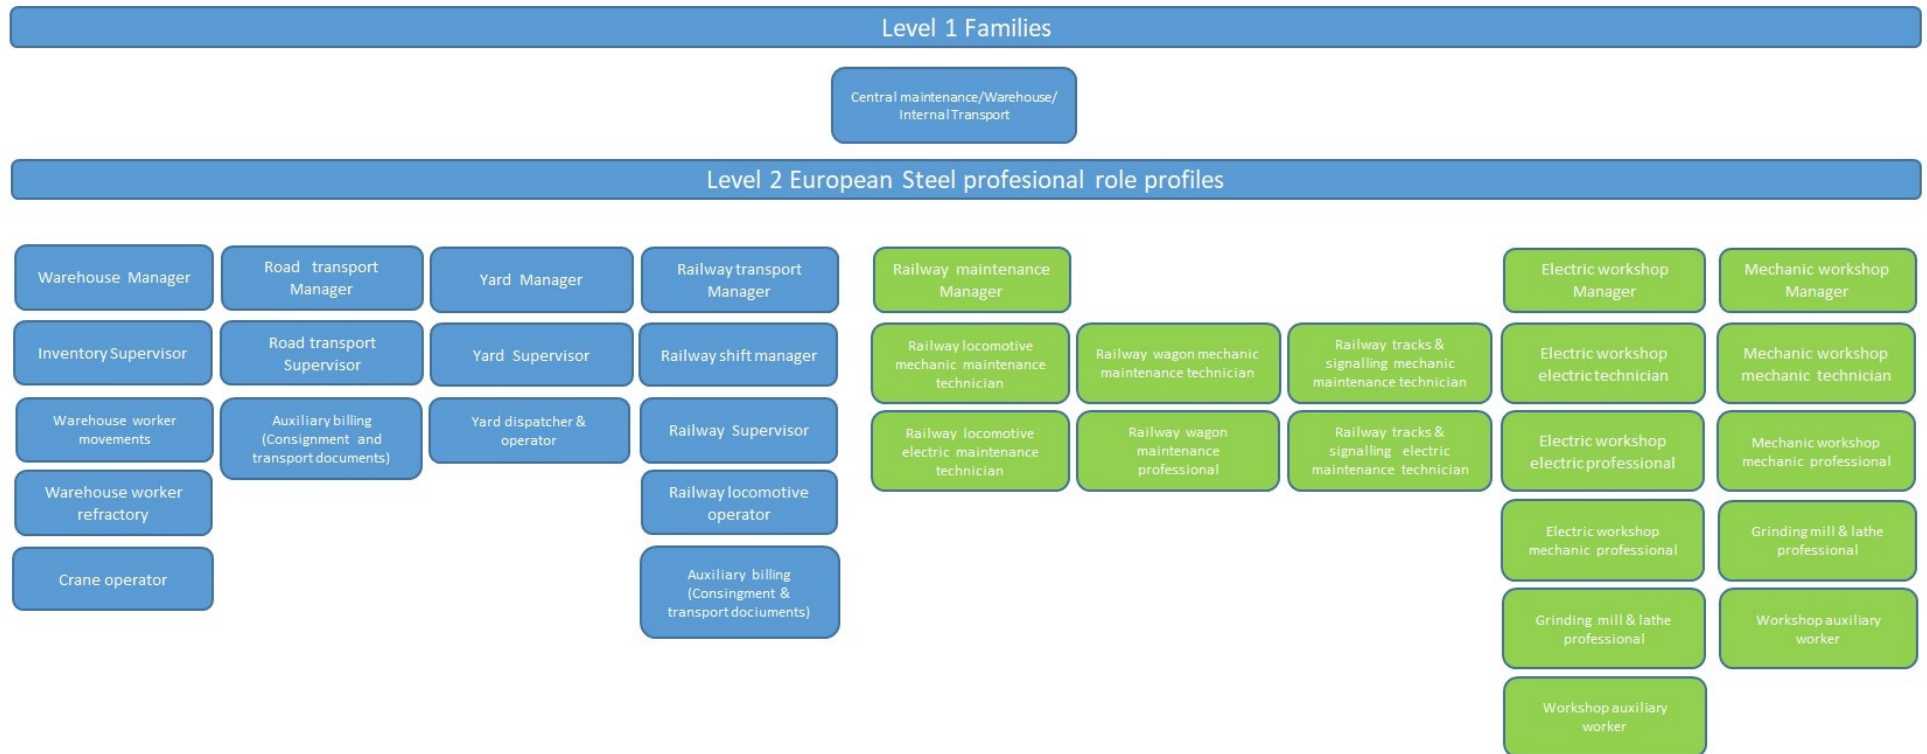 Level 1 Families
Central maintenance/Warehouse/
Internal Transport
Level 2 European Steel profesional role profiles
Warehouse Manager
Inventory Supervisor
Warehouse worker
movements
Warehouse worker
refractory
Crane operator
Road transport
Manager
Road transport
Supervisor
Auxiliary billing
(Consignment and
transport documents)
Yard Manager
Yard Supervisor
Yard dispatcher &
operator
Railway transport
Manager
Railway shift manager
Railway Supervisor
Railway locomotive
operator
Auxiliary billing
(Consingment &
transport dociuments)
Railway maintenance
Manager
Railway locomotive
mechanic maintenance
technician
Railway locomotive
electric maintenance
technician
Railway wagon mechanic
maintenance technician
Railway wagon
maintenance
professional
Railway tracks &
signalling mechanic
maintenance technician
Railway tracks &
signalling electric
maintenance technician
Electric workshop
Manager
Electric workshop
electric technician
Electric workshop
electric professional
Electric workshop
mechanic professional
Grinding mill & lathe
professional
Workshop auxiliary
worker
Mechanic workshop
Manager
Mechanic workshop
mechanic technician
Mechanic workshop
mechanic professional
Grinding mill & lathe
professional
Workshop auxiliary
worker